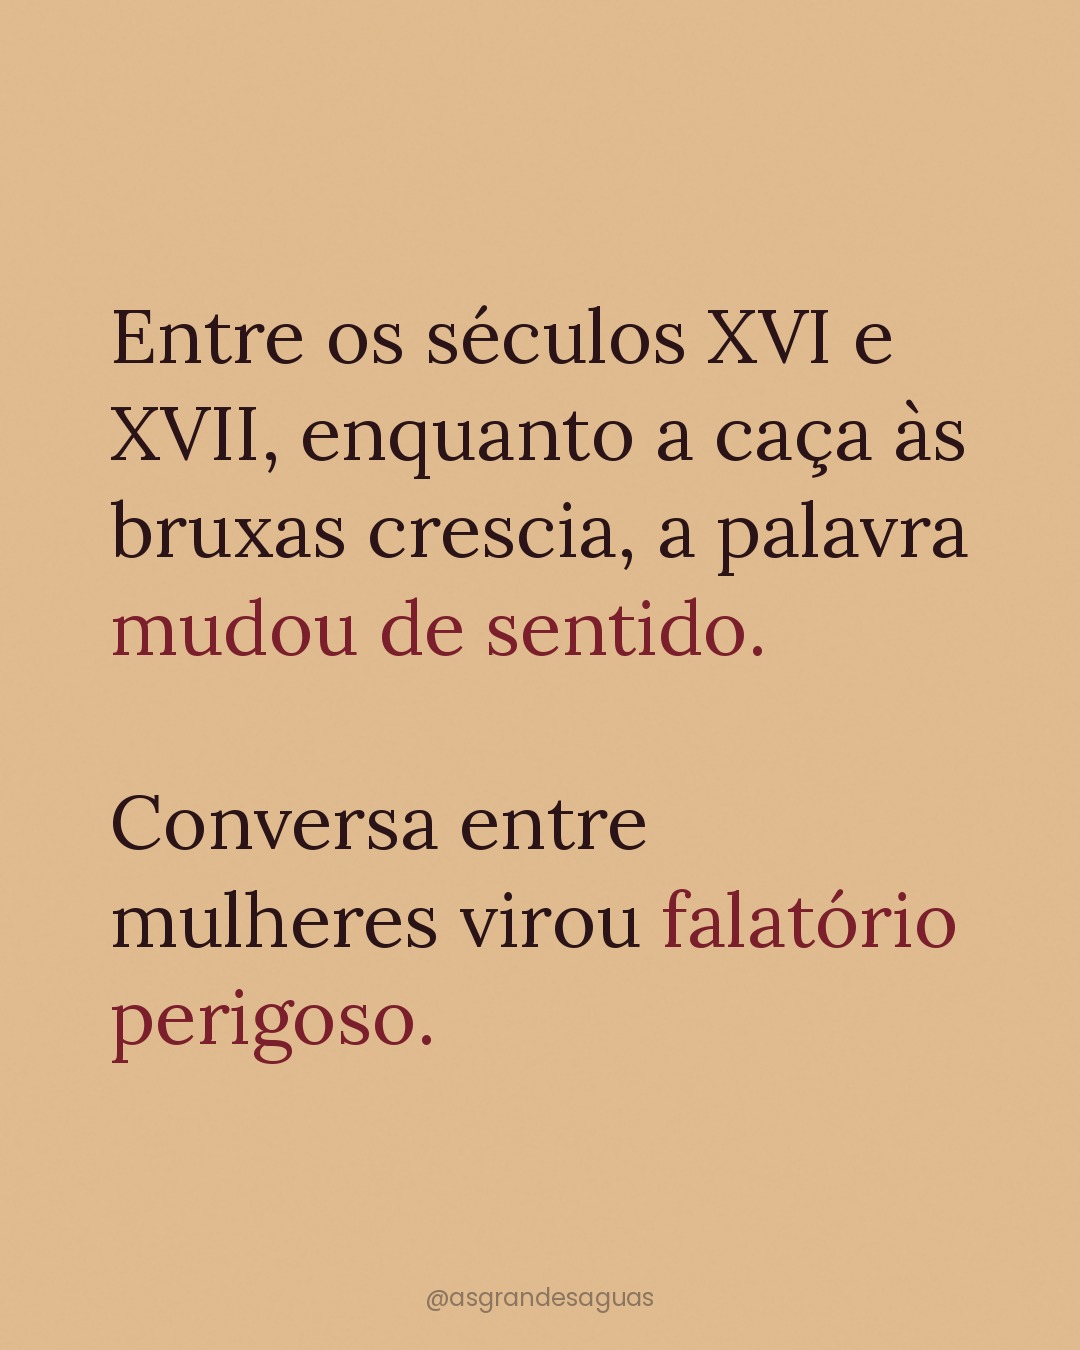 Entre os séculos XVI e
XVII, enquanto a caça às
bruxas crescia, a palavra
mudou de sentido.
Conversa entre
mulheres virou falatório
perigoso.
@asgrandesaguas